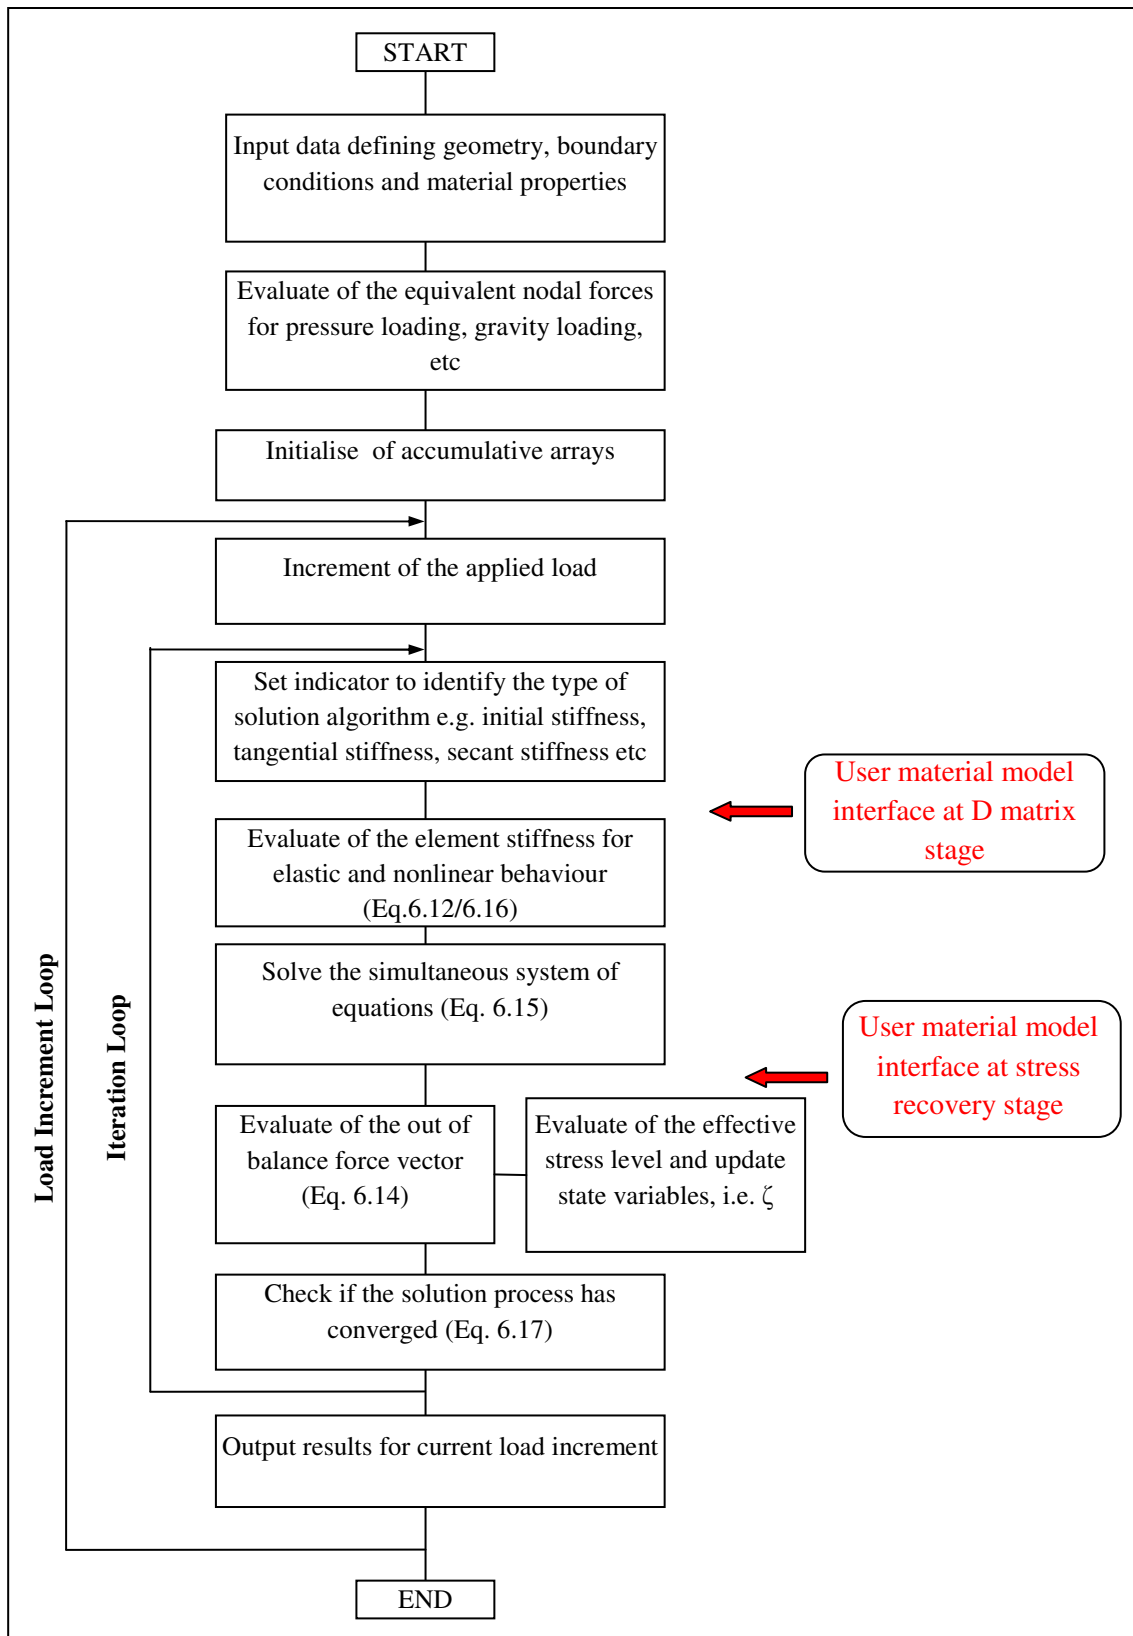 START
Input data defining geometry, boundary
conditions and material properties
Evaluate of the equivalent nodal forces
for pressure loading, gravity loading,
etc
Initialise of accumulative arrays
Increment of the applied load
Set indicator to identify the type of
solution algorithm e.g. initial stiffness,
tangential stiffness, secant stiffness etc
User material model
interface at D matrix
stage
Evaluate of the element stiffness for
elastic and nonlinear behaviour
(Eq.6.12/6.16)
Solve the simultaneous system of
equations (Eq. 6.15)
User material model
interface at stress
recovery stage
Load Increment Loop
Iteration Loop
Evaluate of the out of
balance force vector
(Eq. 6.14)
Evaluate of the effective
stress level and update
state variables, i.e. ζ
Check if the solution process has
converged (Eq. 6.17)
Output results for current load increment
END